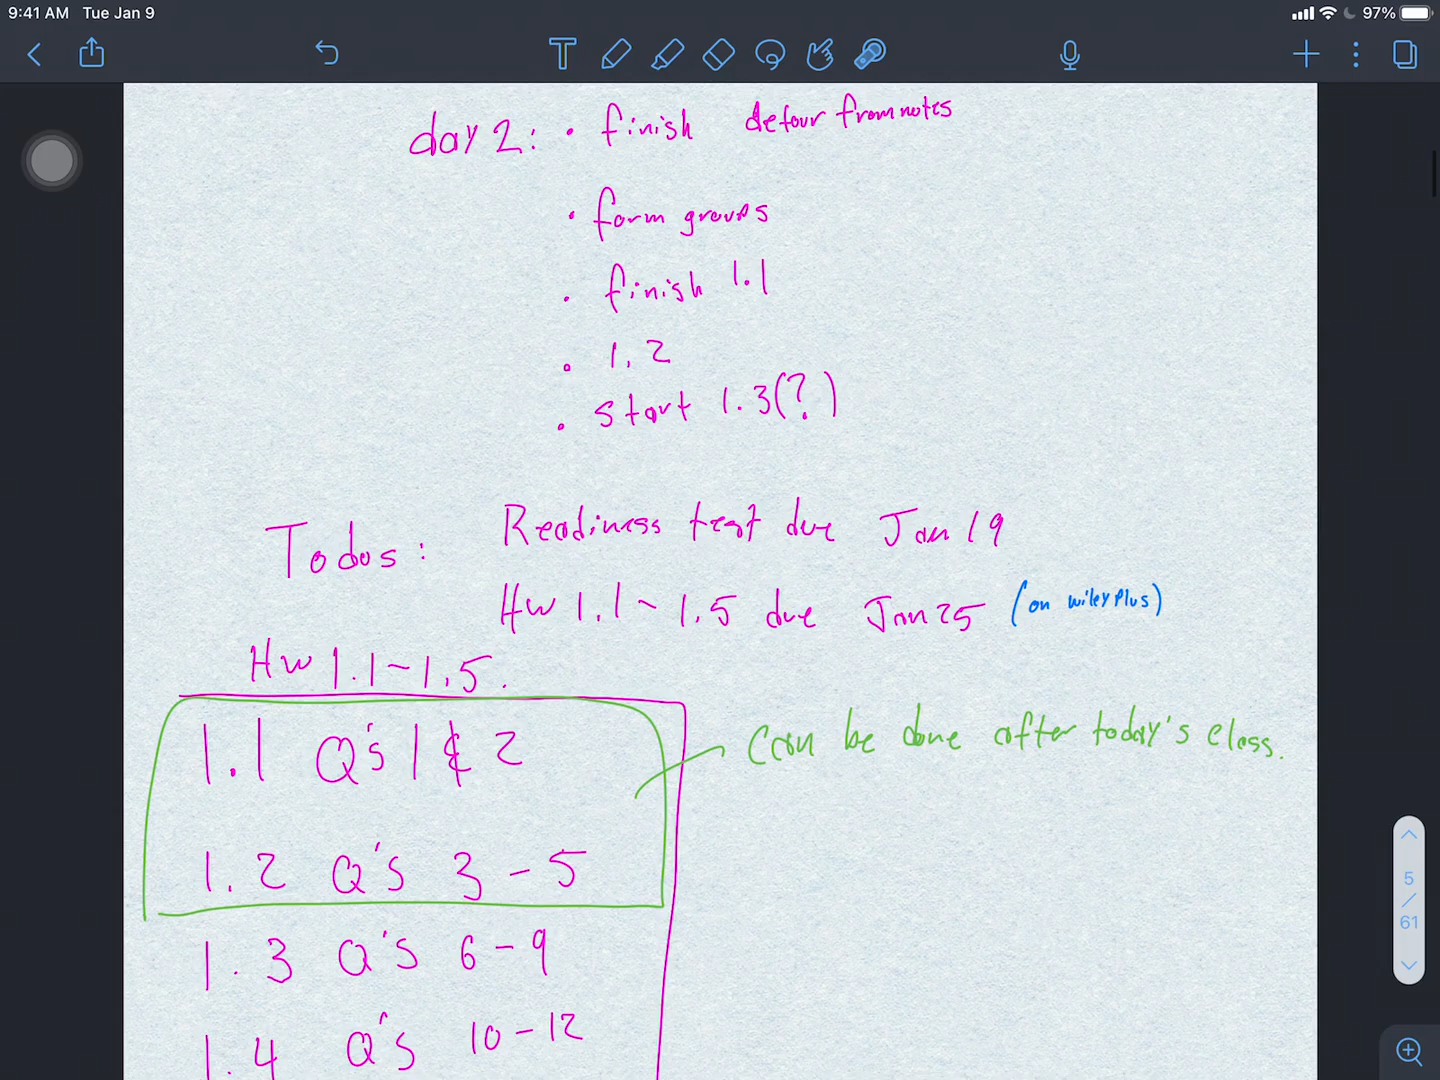 9:41 AM Tue Jan 9 97%
T
day 2: • finish detour from notes
• form groups
• finish 1.1
• 1.2
• start 1.3(?)
Todos: Readiness test due Jan 19
Hw 1.1 ~ 1.5 due Jan 25 (on wileyplus)
Hw 1.1 ~ 1.5.
1.1 Q's 1 & 2
Can be done after today's class.
1.2 Q's 3 - 5
1.3 Q's 6 - 9
1.4 Q's 10 - 12
5
/
61